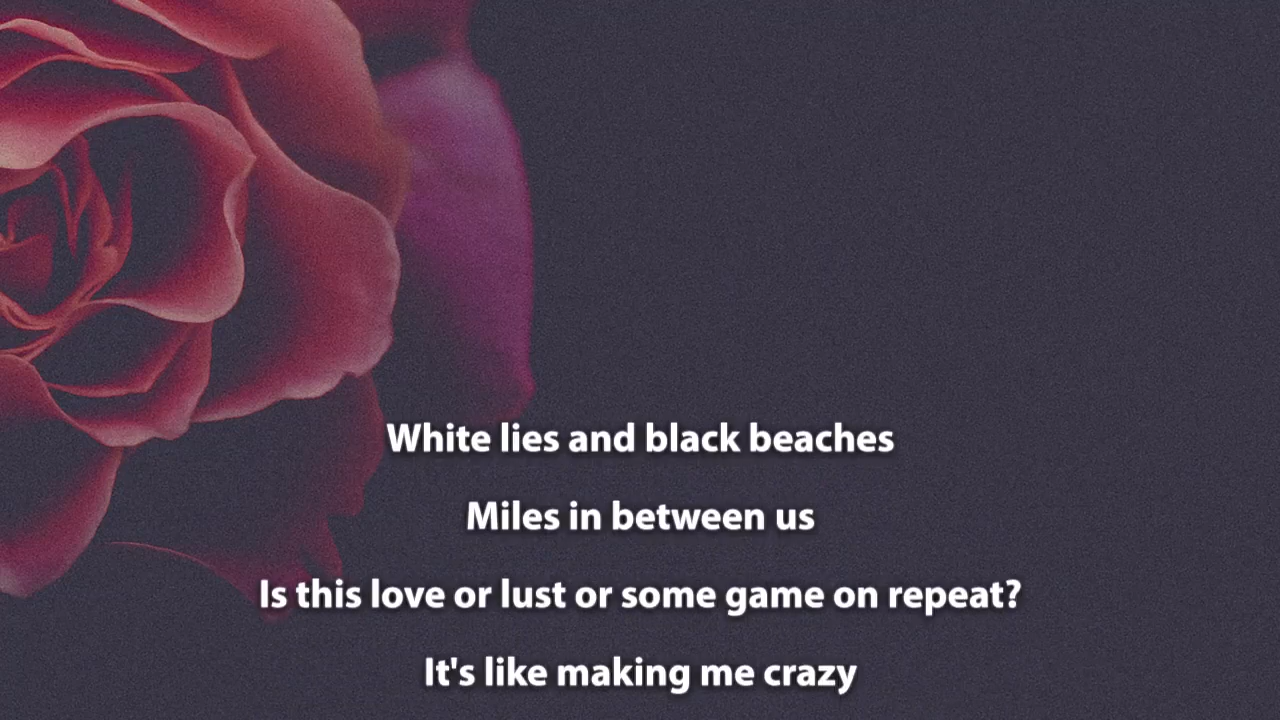 White lies and black beaches
Miles in between us
Is this love or lust or some game on repeat?
It's like making me crazy